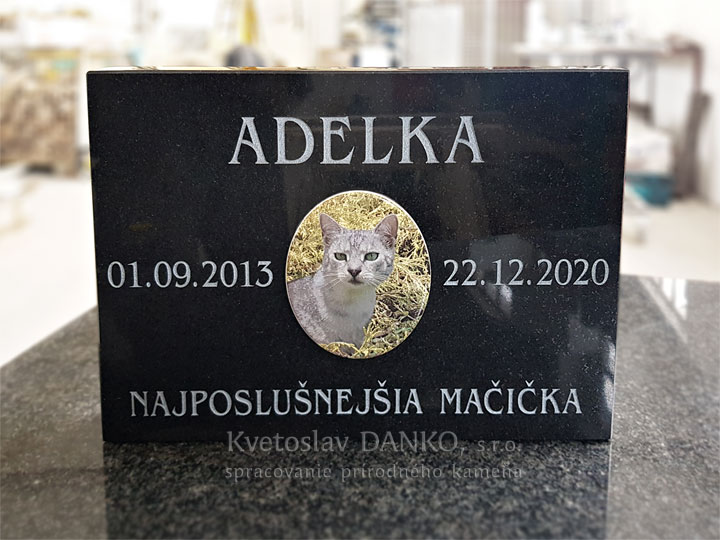 ADELKA
01.09.2013 22.12.2020
NAJPOSLUŠNEJŠIA MAČIČKA
Kvetoslav DANKO, s.r.o.
spracovanie prírodného kameňa